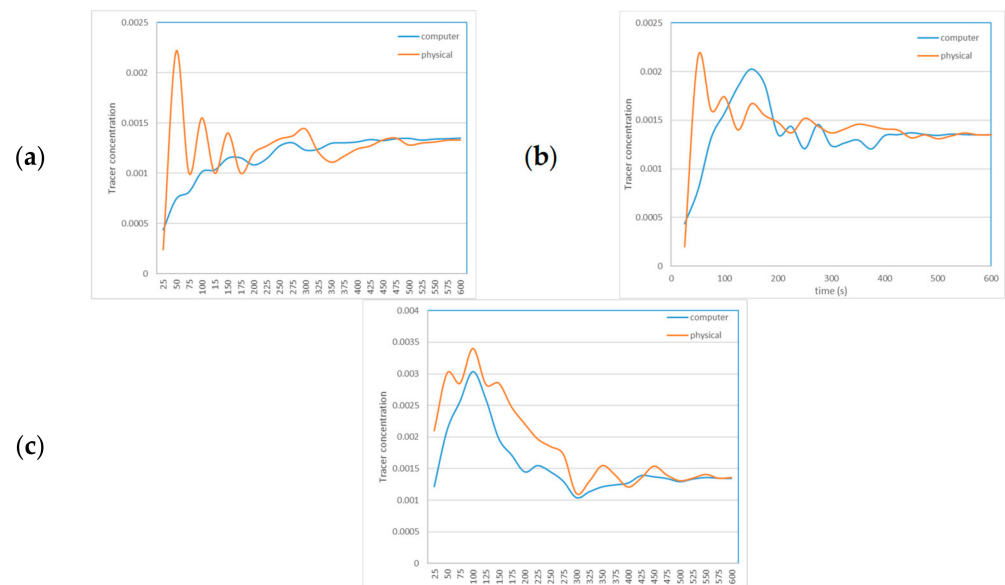 (a)
0.0025
0.002
0.0015
0.001
0.0005
0
Tracer concentration
computer
physical
25 50 75 100 15 150 175 200 225 250 275 300 325 350 375 400 425 450 475 500 525 550 575 600
(b)
0.0025
0.002
0.0015
0.001
0.0005
0
Tracer concentration
computer
physical
0 100 200 300 400 500 600
time (s)
(c)
0.004
0.0035
0.003
0.0025
0.002
0.0015
0.001
0.0005
0
Tracer concentration
computer
physical
25 50 75 100 125 150 175 200 225 250 275 300 325 350 375 400 425 450 475 500 525 550 575 600